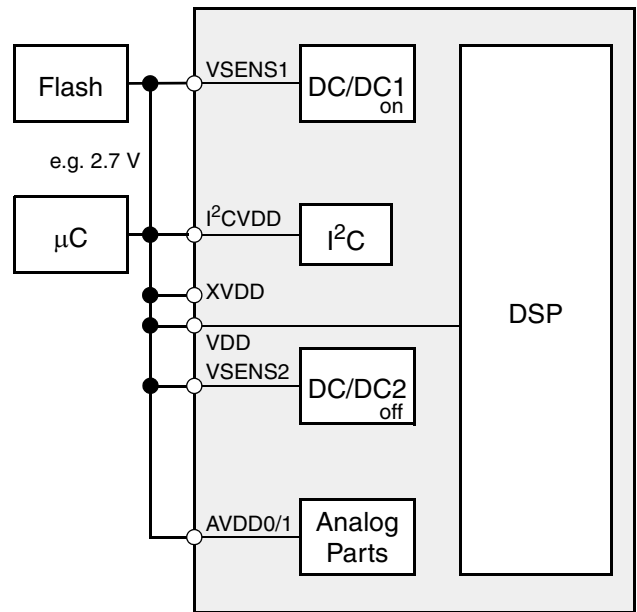 Flash
VSENS1
DC/DC1
on
e.g. 2.7 V
μC
I²CVDD
I²C
XVDD
VDD
DSP
VSENS2
DC/DC2
off
AVDD0/1
Analog
Parts